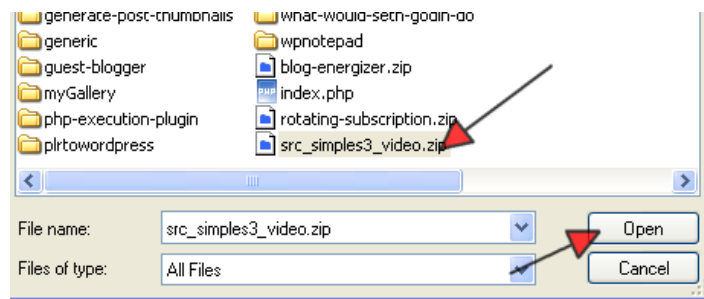 generate-post-thumbnails
generic
guest-blogger
myGallery
php-execution-plugin
plrtowordpress
what-would-seth-godin-do
wpnotepad
blog-energizer.zip
PHP index.php
rotating-subscription.zip
src_simples3_video.zip
File name: src_simples3_video.zip Open
Files of type: All Files Cancel